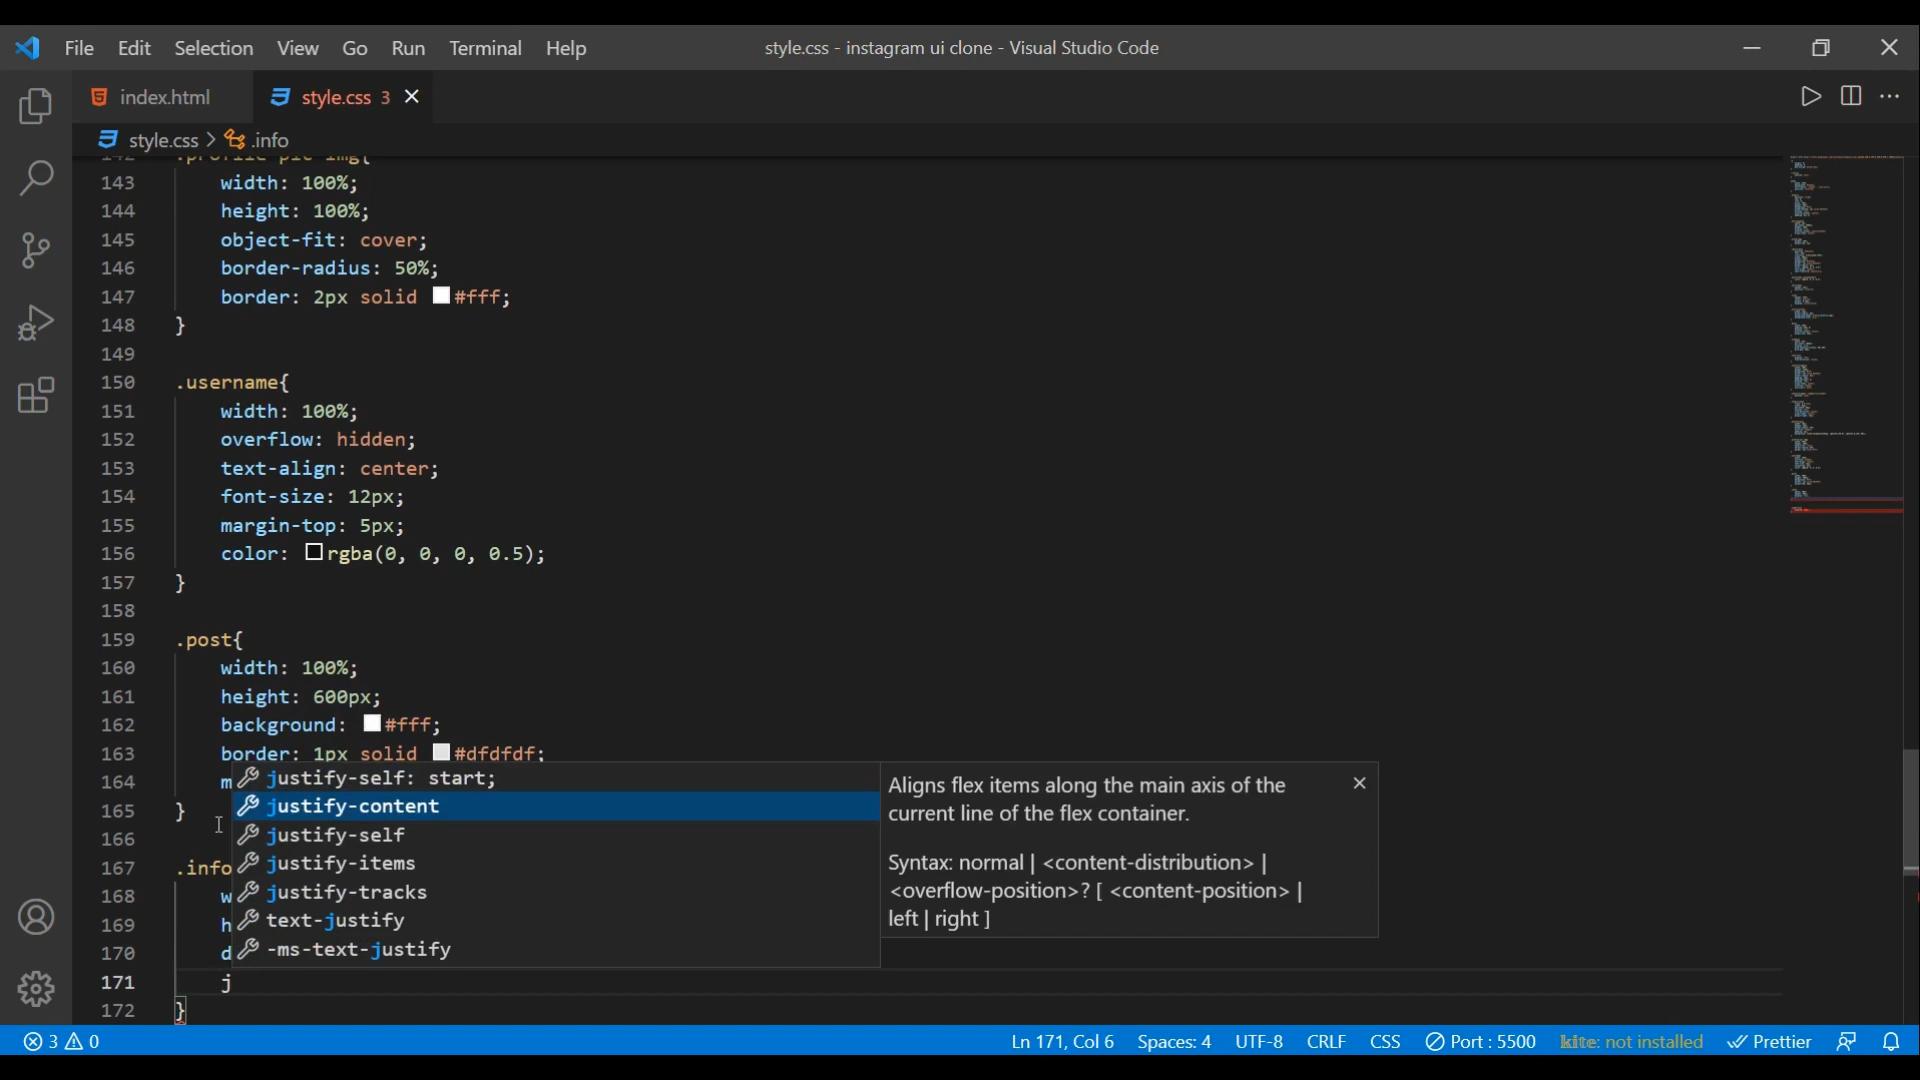 File Edit Selection View Go Run Terminal Help
style.css - instagram ui clone - Visual Studio Code
index.html
style.css 3
style.css > .info
142 .profile-pic img{
143 width: 100%;
144 height: 100%;
145 object-fit: cover;
146 border-radius: 50%;
147 border: 2px solid #fff;
148 }
149
150 .username{
151 width: 100%;
152 overflow: hidden;
153 text-align: center;
154 font-size: 12px;
155 margin-top: 5px;
156 color: rgba(0, 0, 0, 0.5);
157 }
158
159 .post{
160 width: 100%;
161 height: 600px;
162 background: #fff;
163 border: 1px solid #dfdfdf;
164 m
165 }
166
167 .info
168 w
169 h
170 d
171 j
172 }
justify-self: start;
justify-content
justify-self
justify-items
justify-tracks
text-justify
-ms-text-justify
Aligns flex items along the main axis of the
current line of the flex container.
Syntax: normal | <content-distribution> |
<overflow-position>? [ <content-position> |
left | right ]
3 0
Ln 171, Col 6 Spaces: 4 UTF-8 CRLF CSS Port : 5500 kite: not installed Prettier